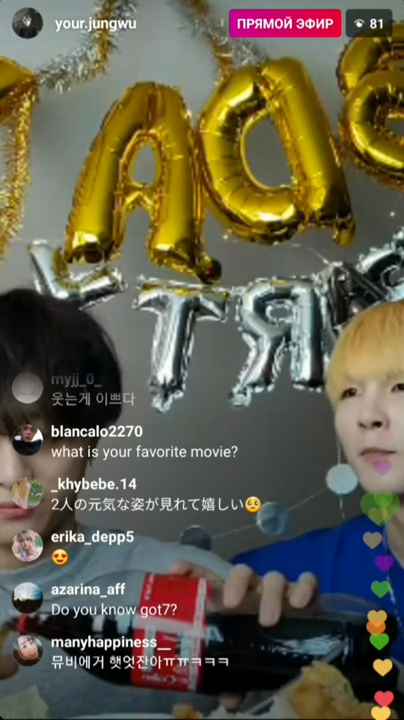 your.jungwu
ПРЯМОЙ ЭФИР
81
myjj_0_
웃는게 이쁘다
blancalo2270
what is your favorite movie?
_khybebe.14
2人の元気な姿が見れて嬉しい🥺
erika_depp5
😍
azarina_aff
Do you know got7?
manyhappiness__
뮤비에거 햇엇잔아ㅠㅠㅋㅋㅋ